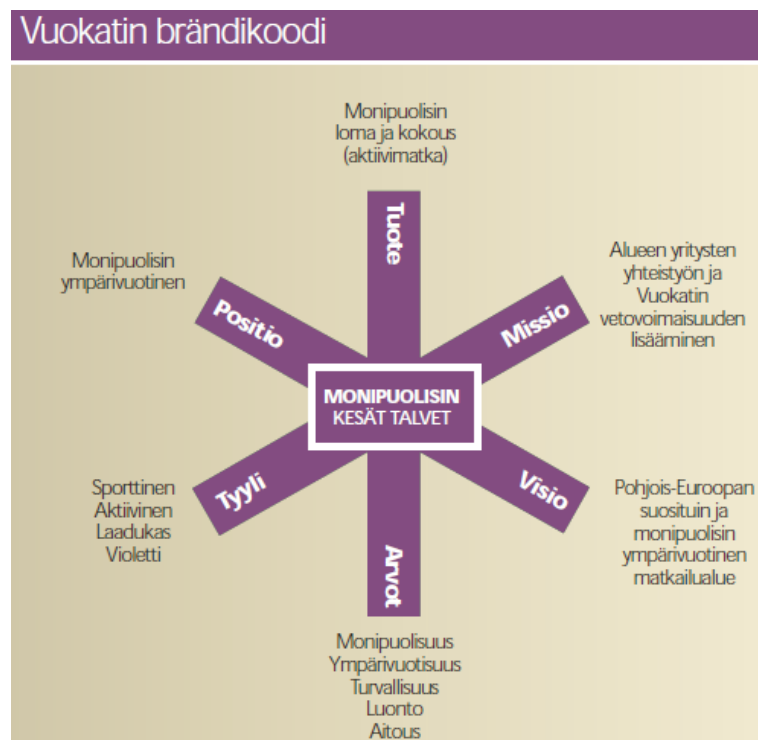 Vuokatin brändikoodi
Monipuolisin
loma ja kokous
(aktiivimatka)
Tuote
Alueen yritysten
yhteistyön ja
Vuokatin
vetovoimaisuuden
lisääminen
Missio
Pohjois-Euroopan
suosituin ja
monipuolisin
ympärivuotinen
matkailualue
Visio
Arvot
Monipuolisuus
Ympärivuotisuus
Turvallisuus
Luonto
Aitous
Tyyli
Sporttinen
Aktiivinen
Laadukas
Violetti
Positio
Monipuolisin
ympärivuotinen
MONIPUOLISIN
KESÄT TALVET